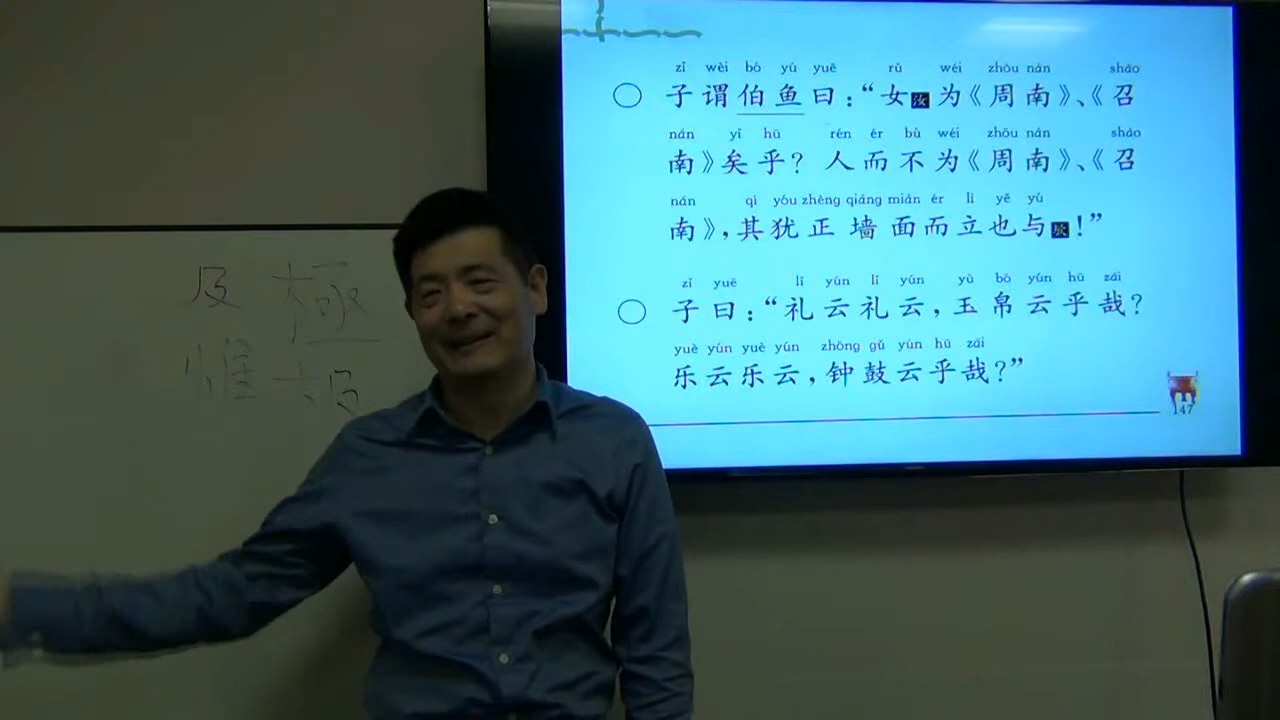 zǐ wèi bó yú yuē rǔ wéi zhōu nán shào
子谓伯鱼曰：“女汝为《周南》、《召
nán yǐ hū rén ér bù wéi zhōu nán shào
南》矣乎？人而不为《周南》、《召
nán qí yóu zhèng qiáng miàn ér lì yě yú
南》，其犹正墙面而立也与欤！”
zǐ yuē lǐ yún lǐ yún yù bó yún hū zāi
子曰：“礼云礼云，玉帛云乎哉？
yuè yún yuè yún zhōng gǔ yún hū zāi
乐云乐云，钟鼓云乎哉？”
147
及 極
惟